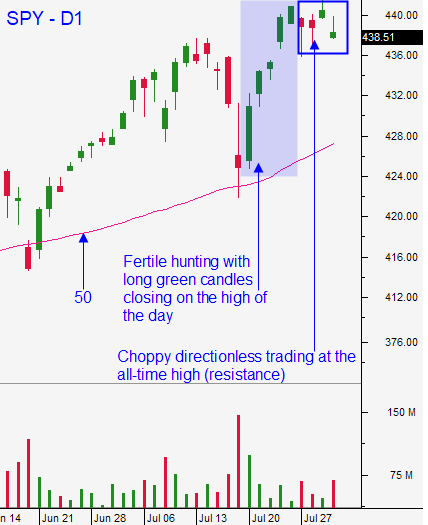 SPY - D1
440.00
438.51
436.00
432.00
428.00
424.00
420.00
416.00
412.00
376.00
50
Fertile hunting with
long green candles
closing on the high of
the day
Choppy directionless trading at the
all-time high (resistance)
150 M
75 M
n 14
Jun 21
Jun 28
Jul 06
Jul 13
Jul 20
Jul 27